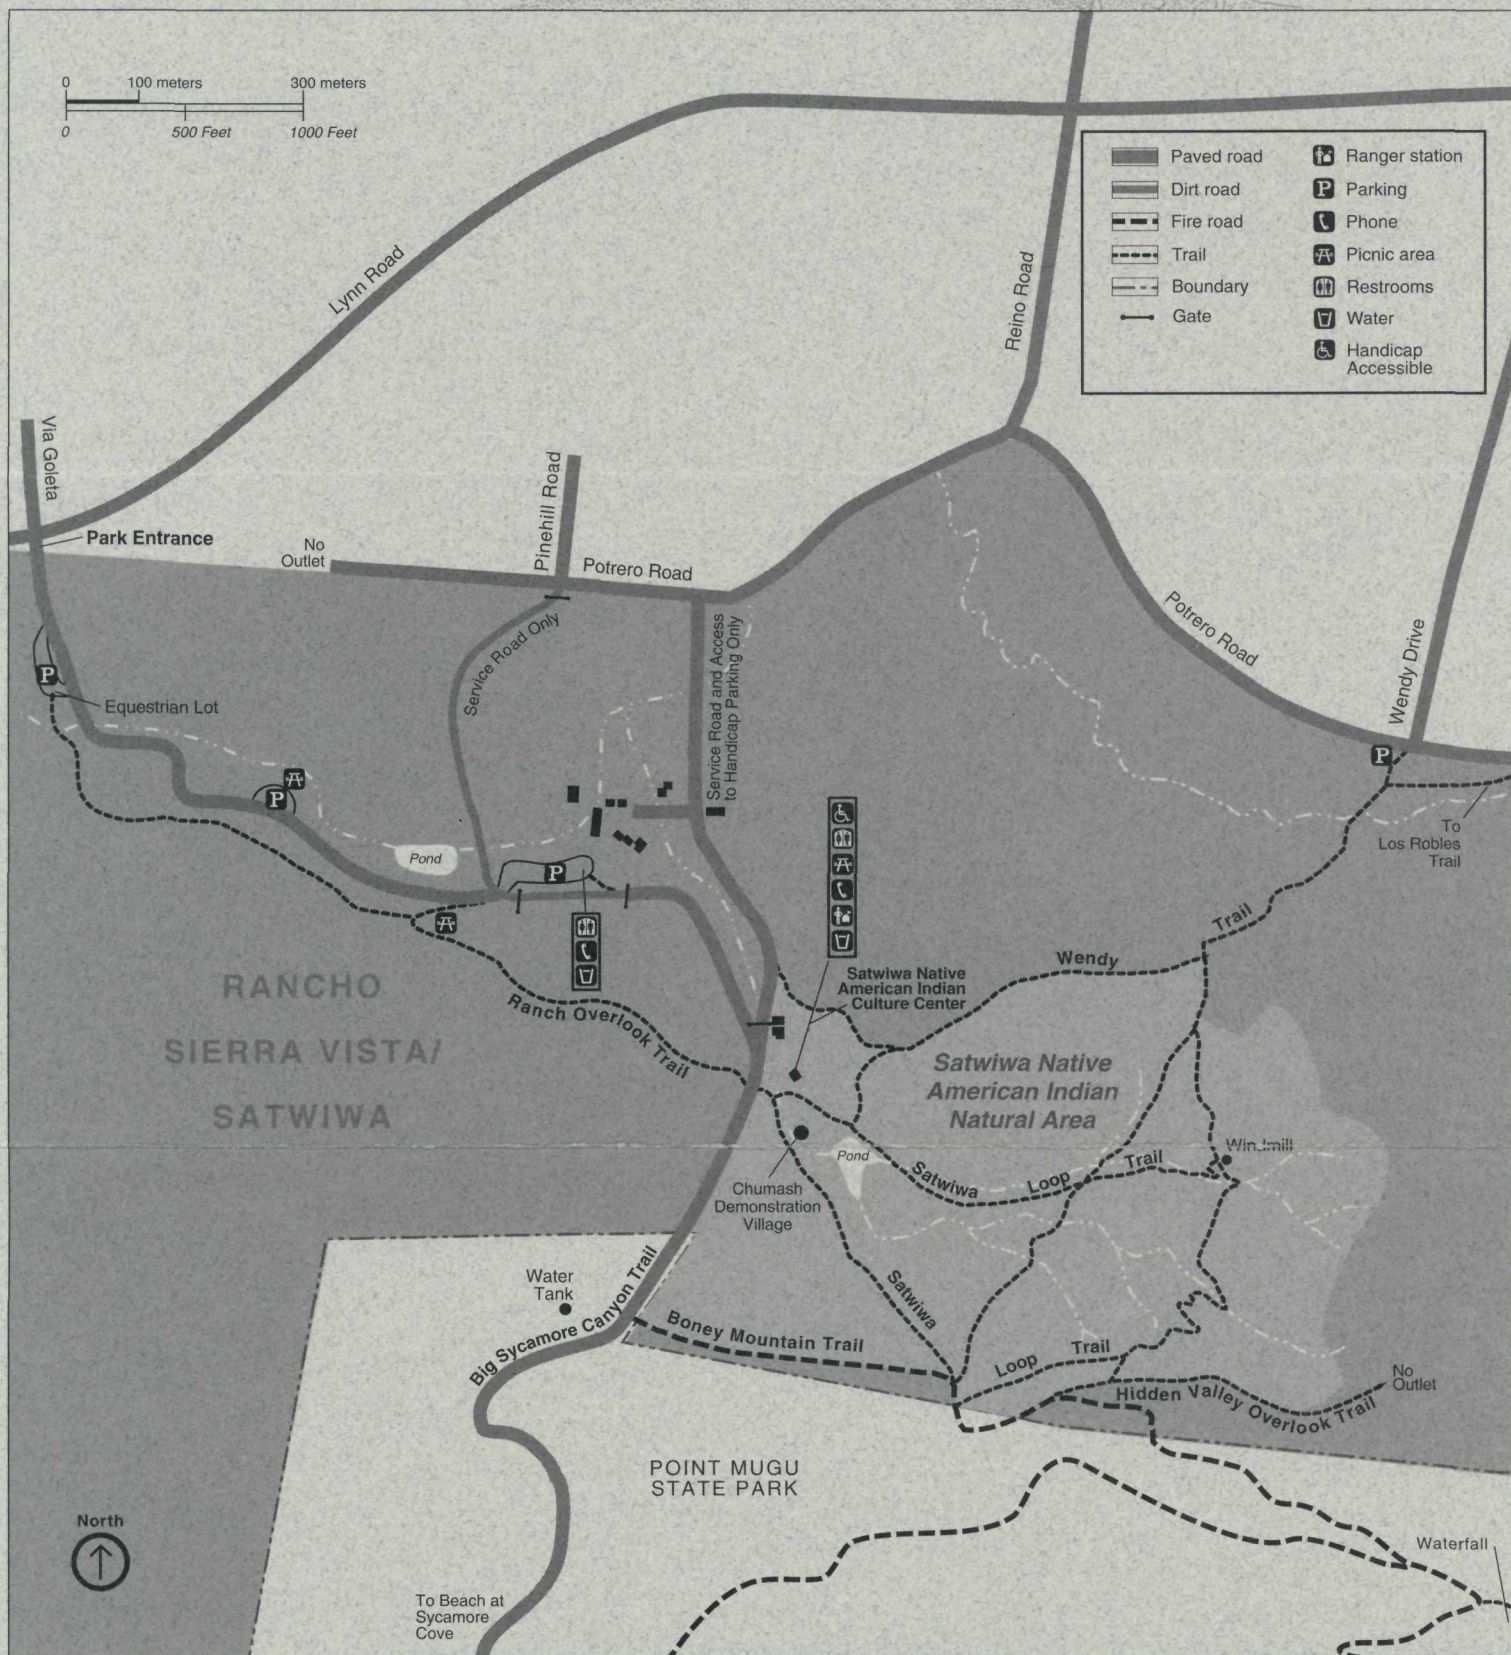 0
100 meters
300 meters
0
500 Feet
1000 Feet
Paved road
Dirt road
Fire road
Trail
Boundary
Gate
Ranger station
P
Parking
Phone
Picnic area
Restrooms
Water
Handicap
Accessible
Lynn Road
Reino Road
Via Goleta
Park Entrance
Pinehill Road
No
Outlet
Potrero Road
Service Road Only
Service Road and Access
to Handicap Parking Only
Potrero Road
Wendy Drive
P
Equestrian Lot
P
P
To
Los Robles
Trail
Pond
P
Trail
Wendy
Satwiwa Native
American Indian
Culture Center
RANCHO
SIERRA VISTA/
SATWIWA
Ranch Overlook Trail
Satwiwa Native
American Indian
Natural Area
Windmill
Pond
Satwiwa
Loop
Trail
Chumash
Demonstration
Village
Water
Tank
Big Sycamore Canyon Trail
Satwiwa
Boney Mountain Trail
Loop
Trail
No
Outlet
Hidden Valley Overlook Trail
POINT MUGU
STATE PARK
North
Waterfall
To Beach at
Sycamore
Cove